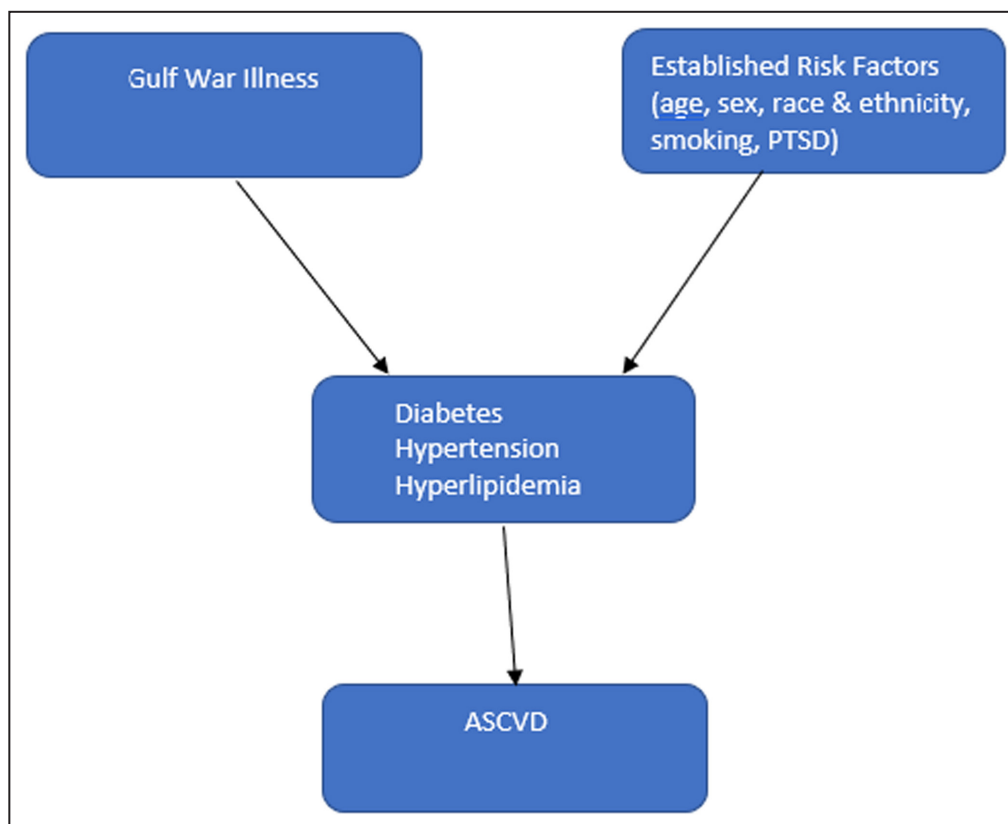 Gulf War Illness
Established Risk Factors
(age, sex, race & ethnicity,
smoking, PTSD)
Diabetes
Hypertension
Hyperlipidemia
ASCVD